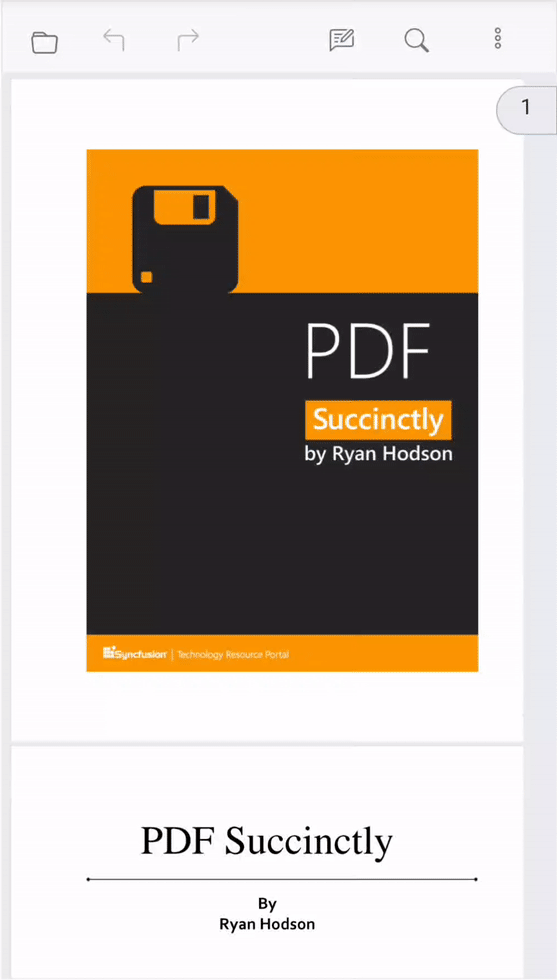 1
PDF
Succinctly
by Ryan Hodson
Syncfusion | Technology Resource Portal
PDF Succinctly
By
Ryan Hodson